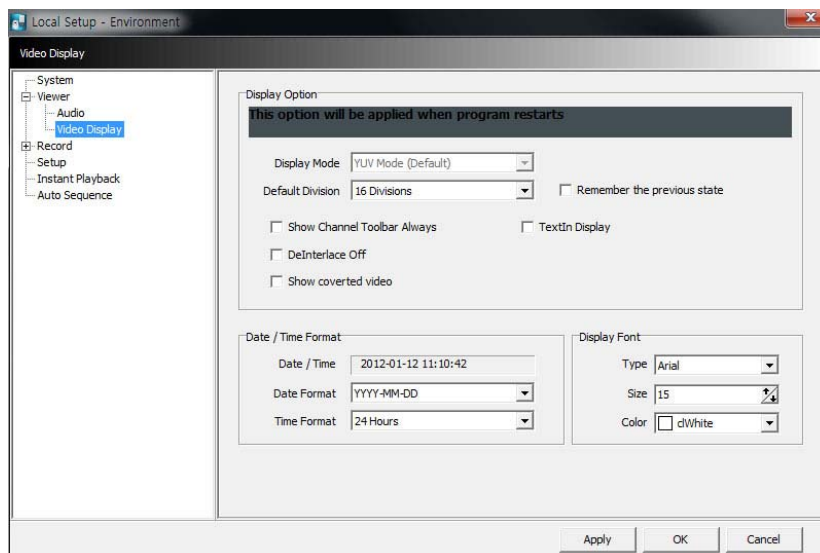 Local Setup - Environment
Video Display
System
Viewer
Audio
Video Display
Record
Setup
Instant Playback
Auto Sequence
Display Option
This option will be applied when program restarts
Display Mode YUV Mode (Default)
Default Division 16 Divisions Remember the previous state
Show Channel Toolbar Always TextIn Display
DeInterlace Off
Show coverted video
Date / Time Format
Date / Time 2012-01-12 11:10:42
Date Format YYYY-MM-DD
Time Format 24 Hours
Display Font
Type Arial
Size 15
Color clWhite
Apply OK Cancel